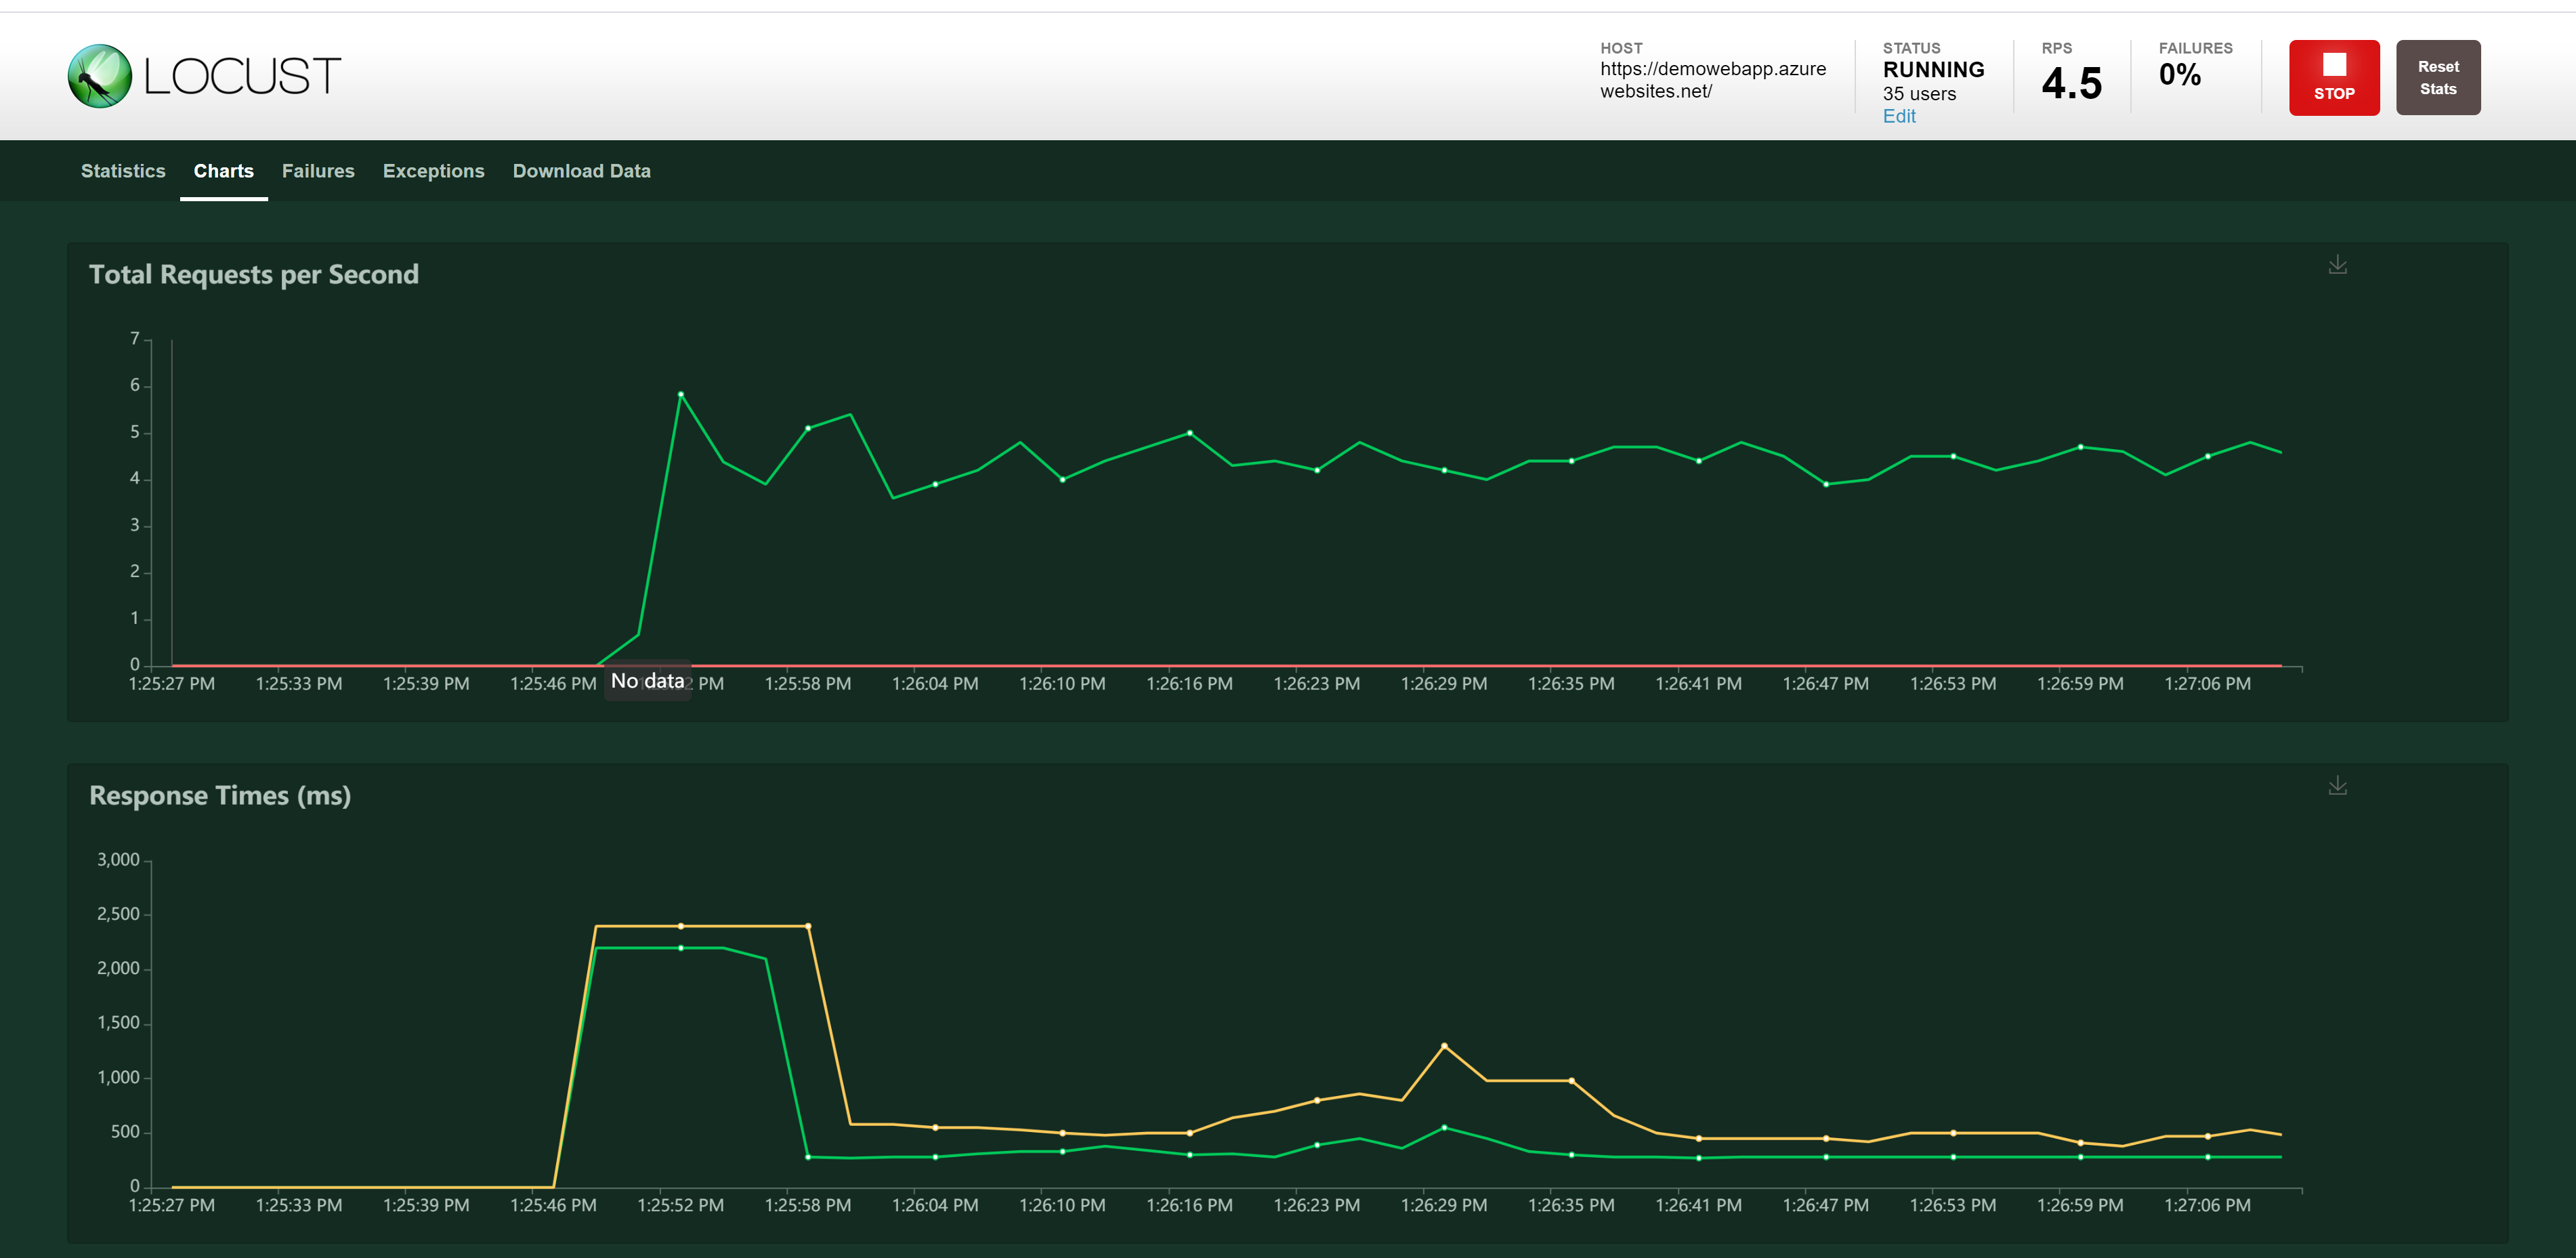 LOCUST
HOST
https://demowebapp.azure
websites.net/
STATUS
RUNNING
35 users
Edit
RPS
4.5
FAILURES
0%
STOP
Reset
Stats
Statistics Charts Failures Exceptions Download Data
Total Requests per Second
7
6
5
4
3
2
1
0
1:25:27 PM 1:25:33 PM 1:25:39 PM 1:25:46 PM No data PM 1:25:58 PM 1:26:04 PM 1:26:10 PM 1:26:16 PM 1:26:23 PM 1:26:29 PM 1:26:35 PM 1:26:41 PM 1:26:47 PM 1:26:53 PM 1:26:59 PM 1:27:06 PM
Response Times (ms)
3,000
2,500
2,000
1,500
1,000
500
0
1:25:27 PM 1:25:33 PM 1:25:39 PM 1:25:46 PM 1:25:52 PM 1:25:58 PM 1:26:04 PM 1:26:10 PM 1:26:16 PM 1:26:23 PM 1:26:29 PM 1:26:35 PM 1:26:41 PM 1:26:47 PM 1:26:53 PM 1:26:59 PM 1:27:06 PM